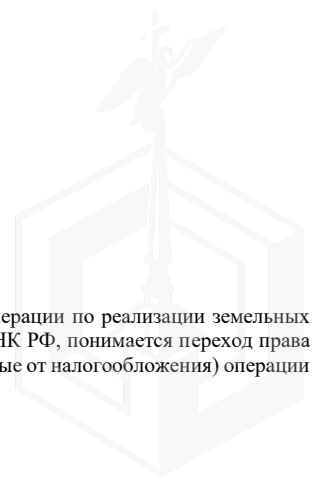 ерации по реализации земельных
НК РФ, понимается переход права
ые от налогообложения) операции